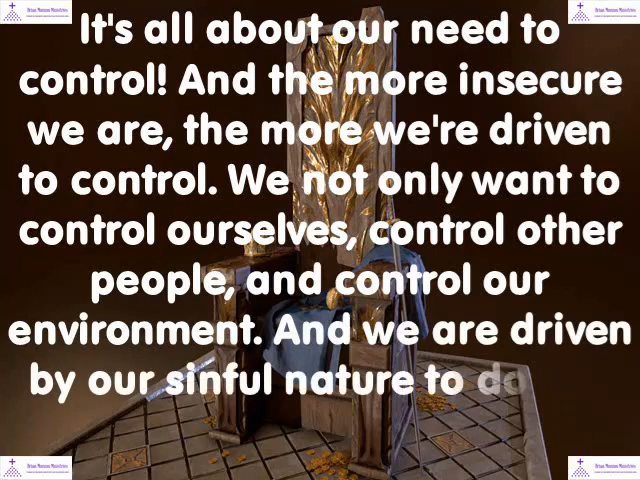 It's all about our need to
control! And the more insecure
we are, the more we're driven
to control. We not only want to
control ourselves, control other
people, and control our
environment. And we are driven
by our sinful nature to do